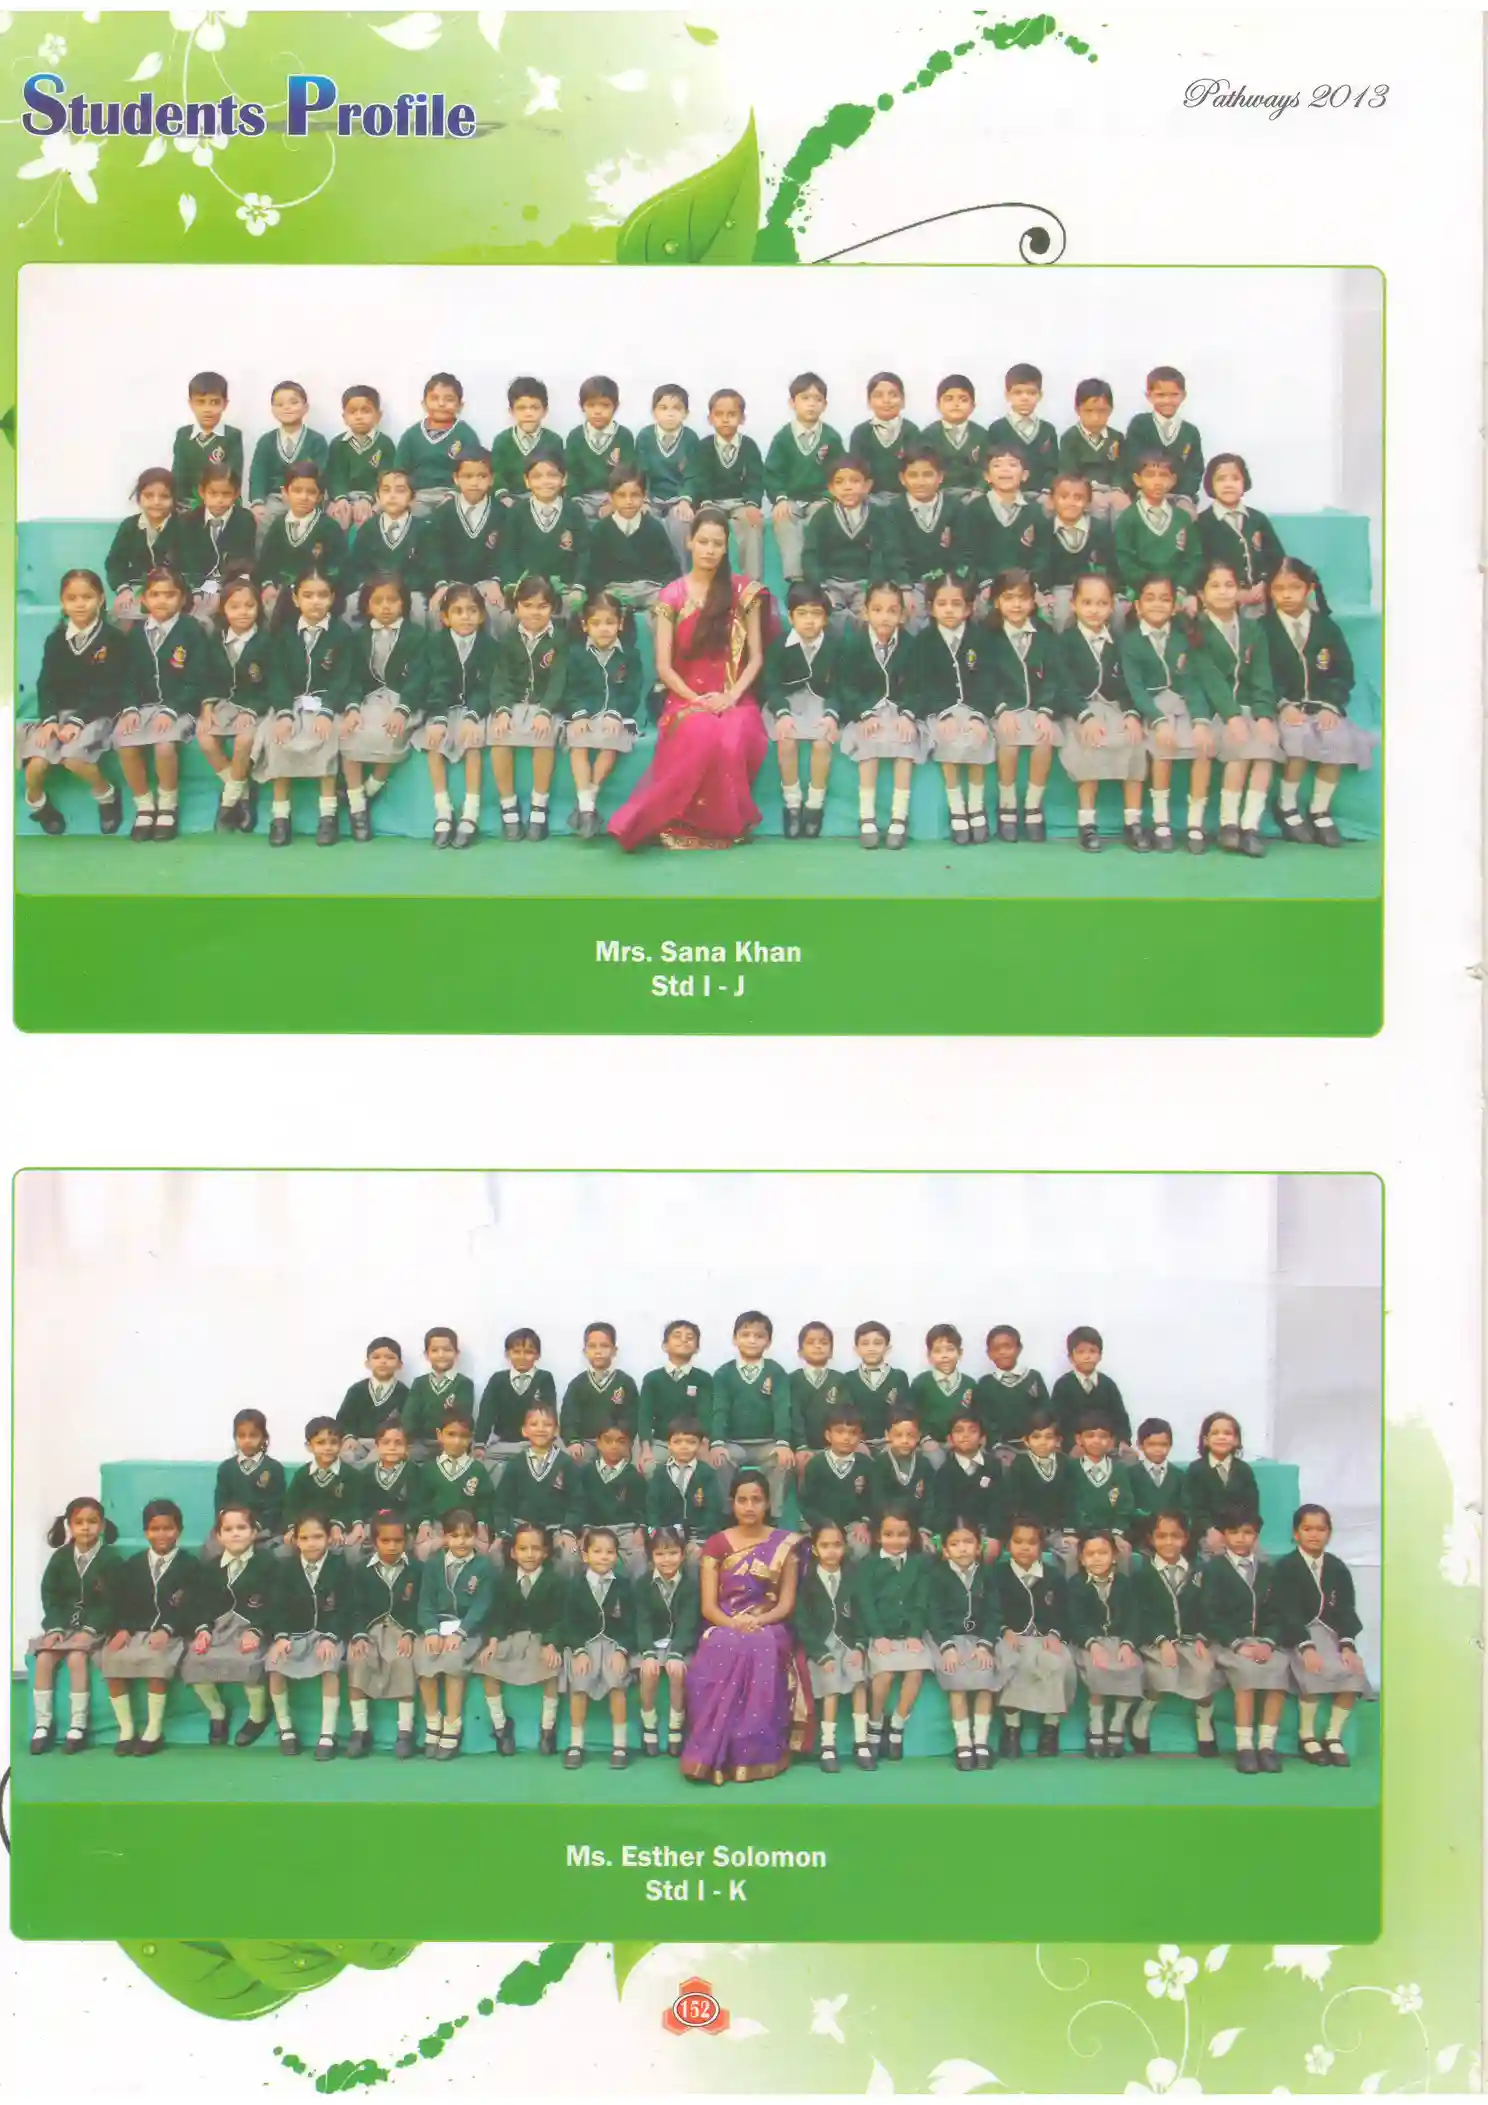 Students Profile
Pathways 2013
Mrs. Sana Khan
Std I - J
Ms. Esther Solomon
Std I - K
152